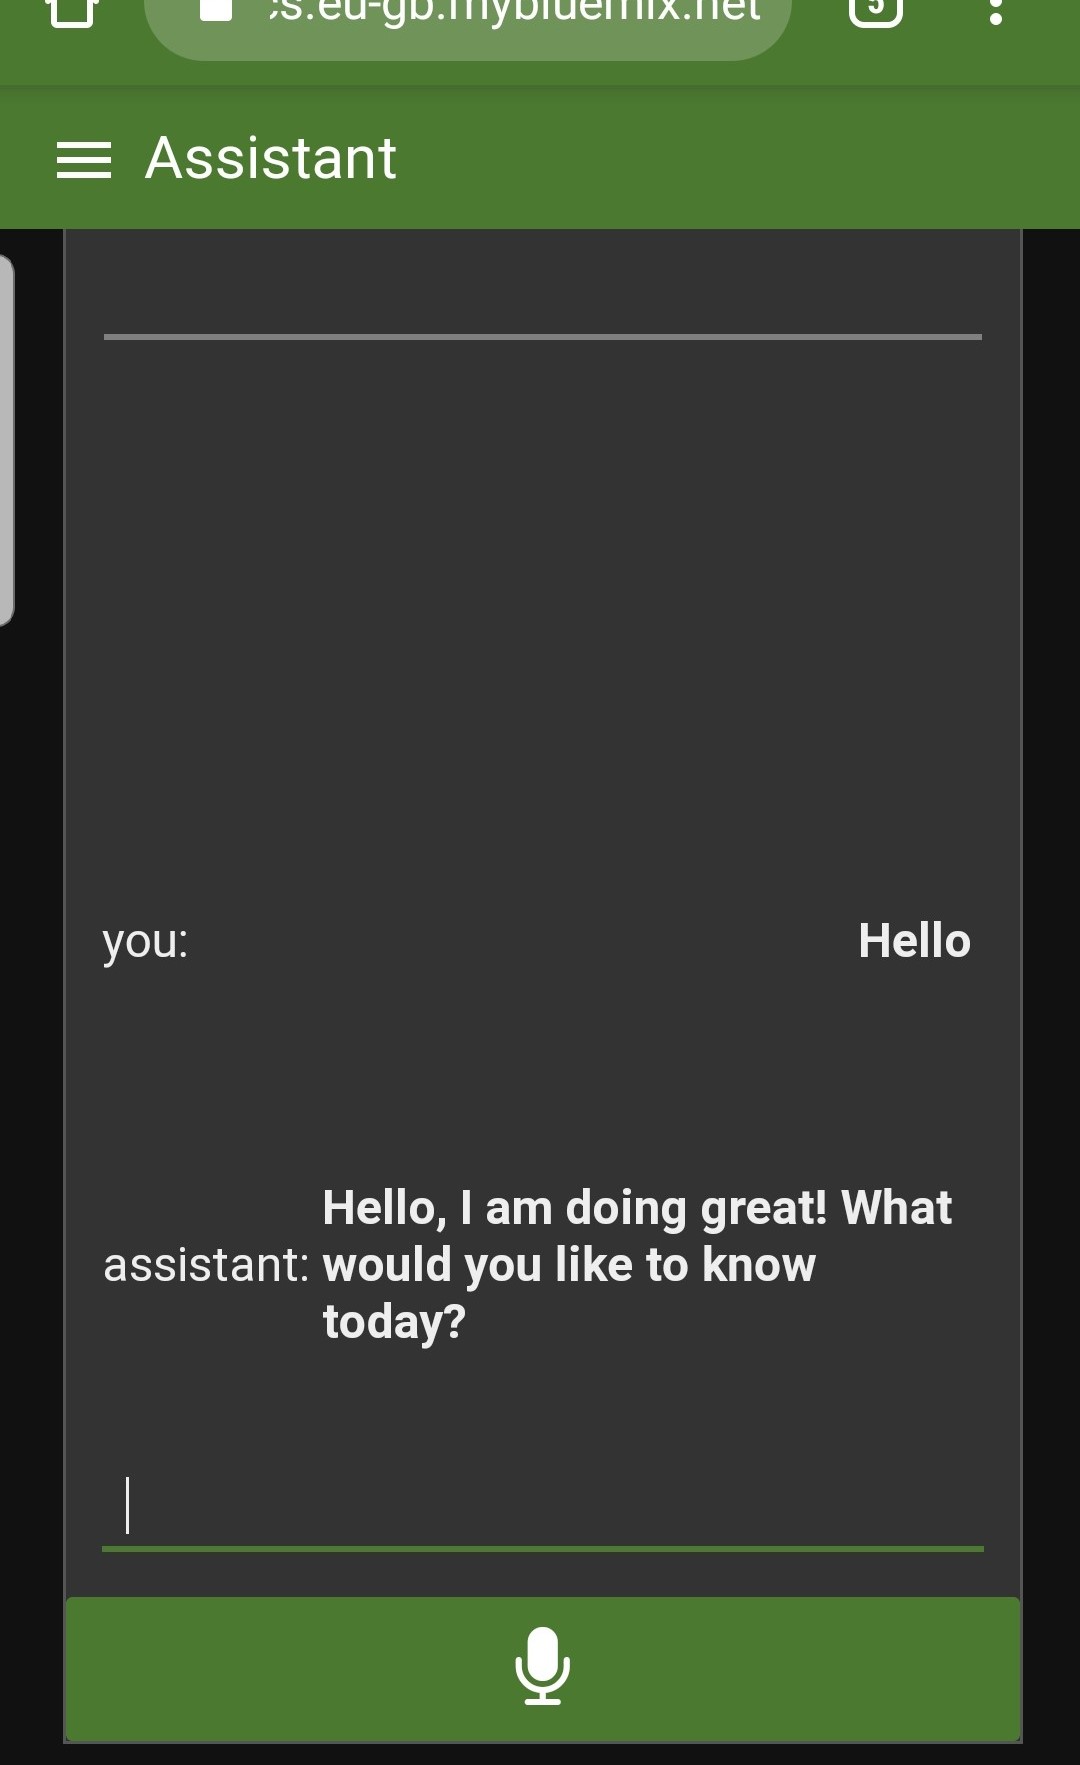 s.eu-gb.mybluemix.net
5
Assistant
you: Hello
Hello, I am doing great! What
assistant: would you like to know
today?